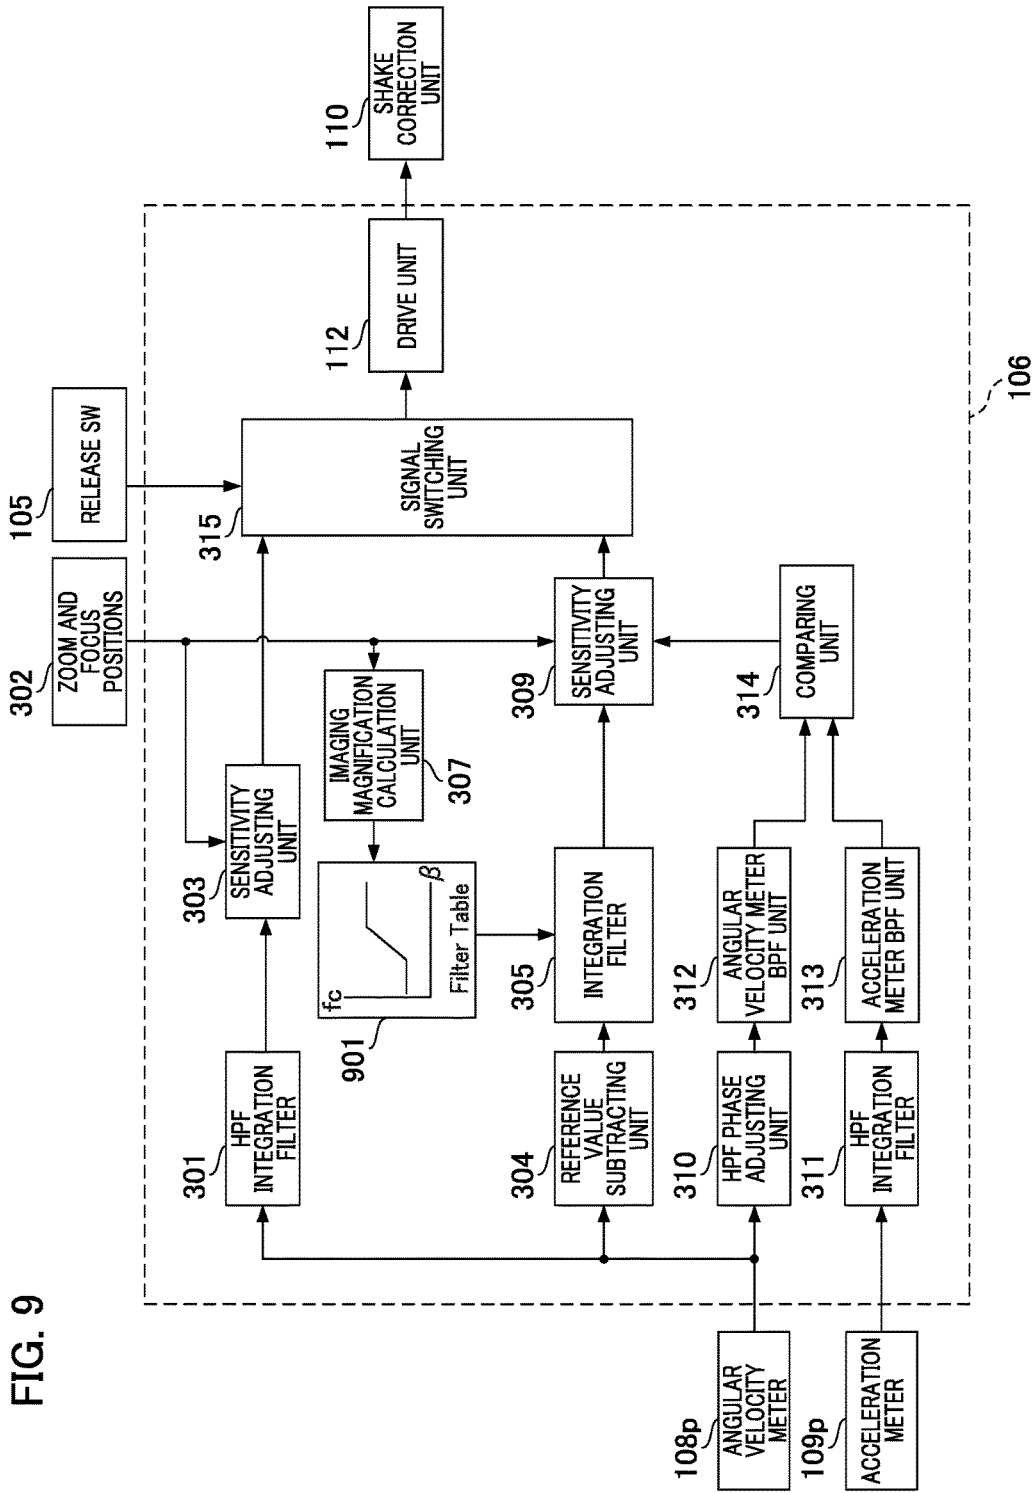 FIG. 9
105
RELEASE SW
302
ZOOM AND
FOCUS
POSITIONS
301
HPF
INTEGRATION
FILTER
303
SENSITIVITY
ADJUSTING
UNIT
315
SIGNAL
SWITCHING
UNIT
112
DRIVE UNIT
110
SHAKE
CORRECTION
UNIT
901
fc
β
Filter Table
307
IMAGING
MAGNIFICATION
CALCULATION
UNIT
304
REFERENCE
VALUE
SUBTRACTING
UNIT
305
INTEGRATION
FILTER
309
SENSITIVITY
ADJUSTING
UNIT
108p
ANGULAR
VELOCITY
METER
310
HPF PHASE
ADJUSTING
UNIT
312
ANGULAR
VELOCITY METER
BPF UNIT
314
COMPARING
UNIT
109p
ACCELERATION
METER
311
HPF
INTEGRATION
FILTER
313
ACCELERATION
METER BPF UNIT
106